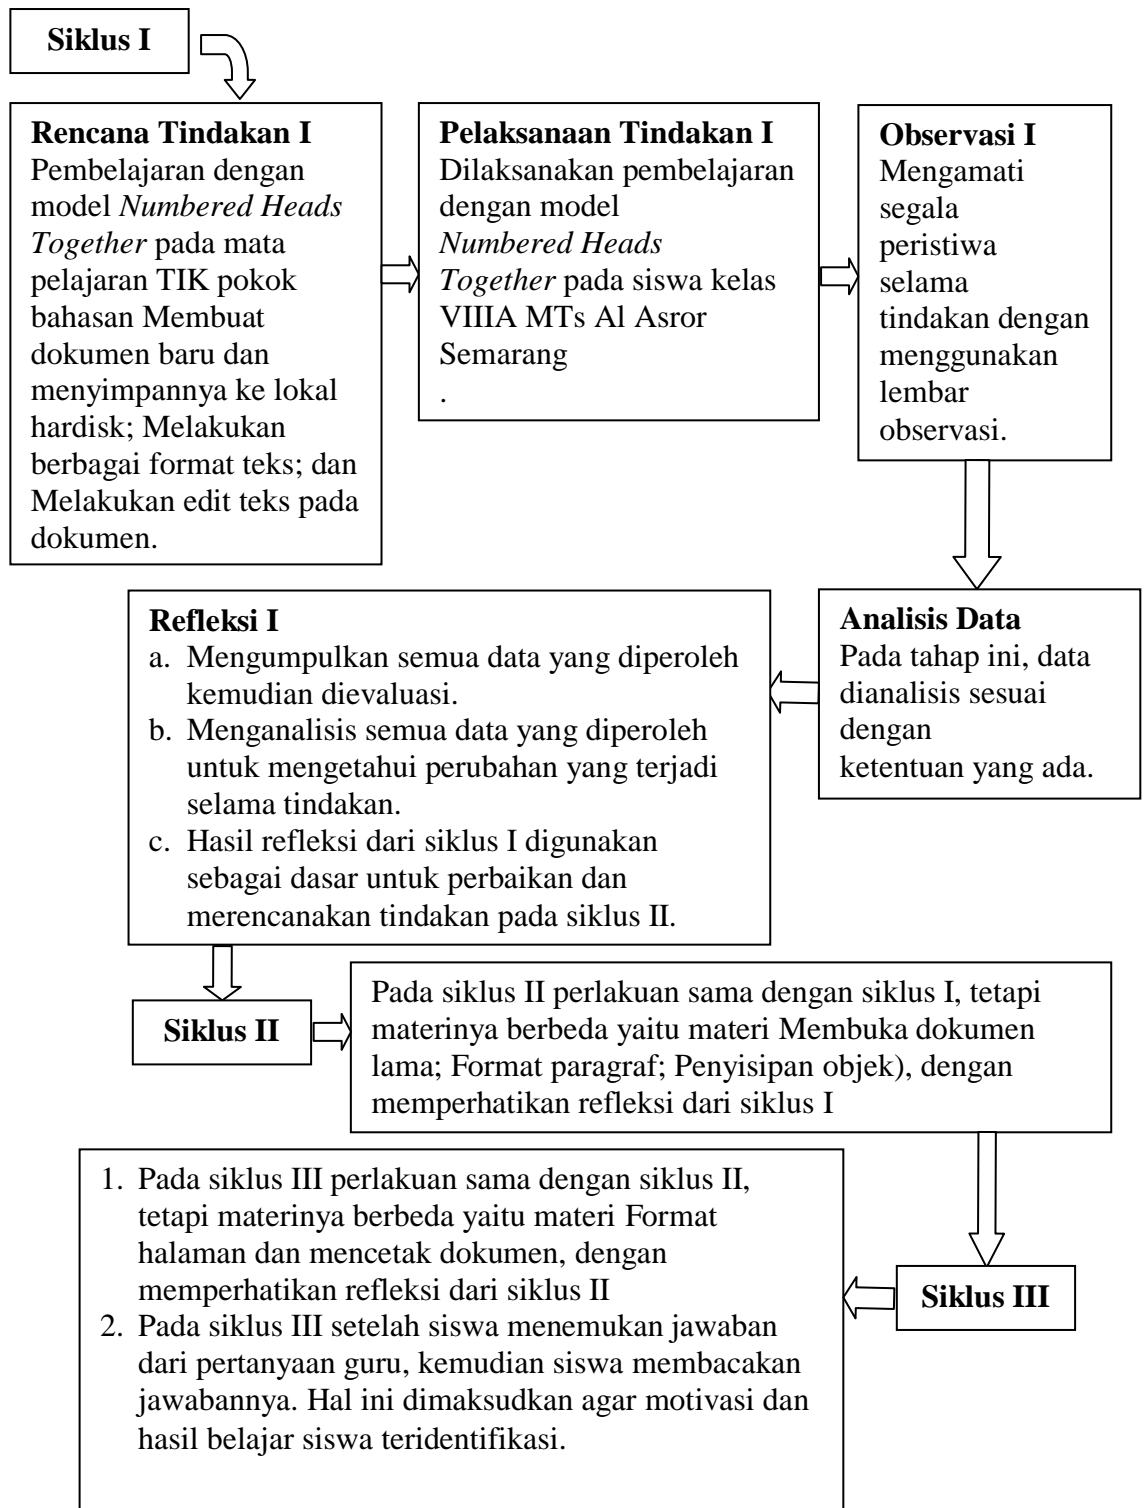 Siklus I
Rencana Tindakan I
Pembelajaran dengan
model Numbered Heads
Together pada mata
pelajaran TIK pokok
bahasan Membuat
dokumen baru dan
menyimpannya ke lokal
hardisk; Melakukan
berbagai format teks; dan
Melakukan edit teks pada
dokumen.
Pelaksanaan Tindakan I
Dilaksanakan pembelajaran
dengan model
Numbered Heads
Together pada siswa kelas
VIIIA MTs Al Asror
Semarang
.
Observasi I
Mengamati
segala
peristiwa
selama
tindakan dengan
menggunakan
lembar
observasi.
Analisis Data
Pada tahap ini, data
dianalisis sesuai
dengan
ketentuan yang ada.
Refleksi I
a. Mengumpulkan semua data yang diperoleh
kemudian dievaluasi.
b. Menganalisis semua data yang diperoleh
untuk mengetahui perubahan yang terjadi
selama tindakan.
c. Hasil refleksi dari siklus I digunakan
sebagai dasar untuk perbaikan dan
merencanakan tindakan pada siklus II.
Siklus II
Pada siklus II perlakuan sama dengan siklus I, tetapi
materinya berbeda yaitu materi Membuka dokumen
lama; Format paragraf; Penyisipan objek), dengan
memperhatikan refleksi dari siklus I
Siklus III
1. Pada siklus III perlakuan sama dengan siklus II,
tetapi materinya berbeda yaitu materi Format
halaman dan mencetak dokumen, dengan
memperhatikan refleksi dari siklus II
2. Pada siklus III setelah siswa menemukan jawaban
dari pertanyaan guru, kemudian siswa membacakan
jawabannya. Hal ini dimaksudkan agar motivasi dan
hasil belajar siswa teridentifikasi.